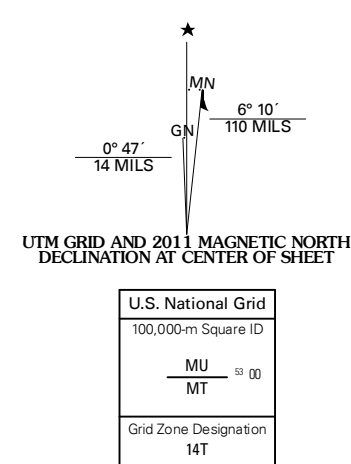 MN
GN
6° 10´
110 MILS
0° 47´
14 MILS
UTM GRID AND 2011 MAGNETIC NORTH
DECLINATION AT CENTER OF SHEET
U.S. National Grid
100,000-m Square ID
MU
53 00
MT
Grid Zone Designation
14T